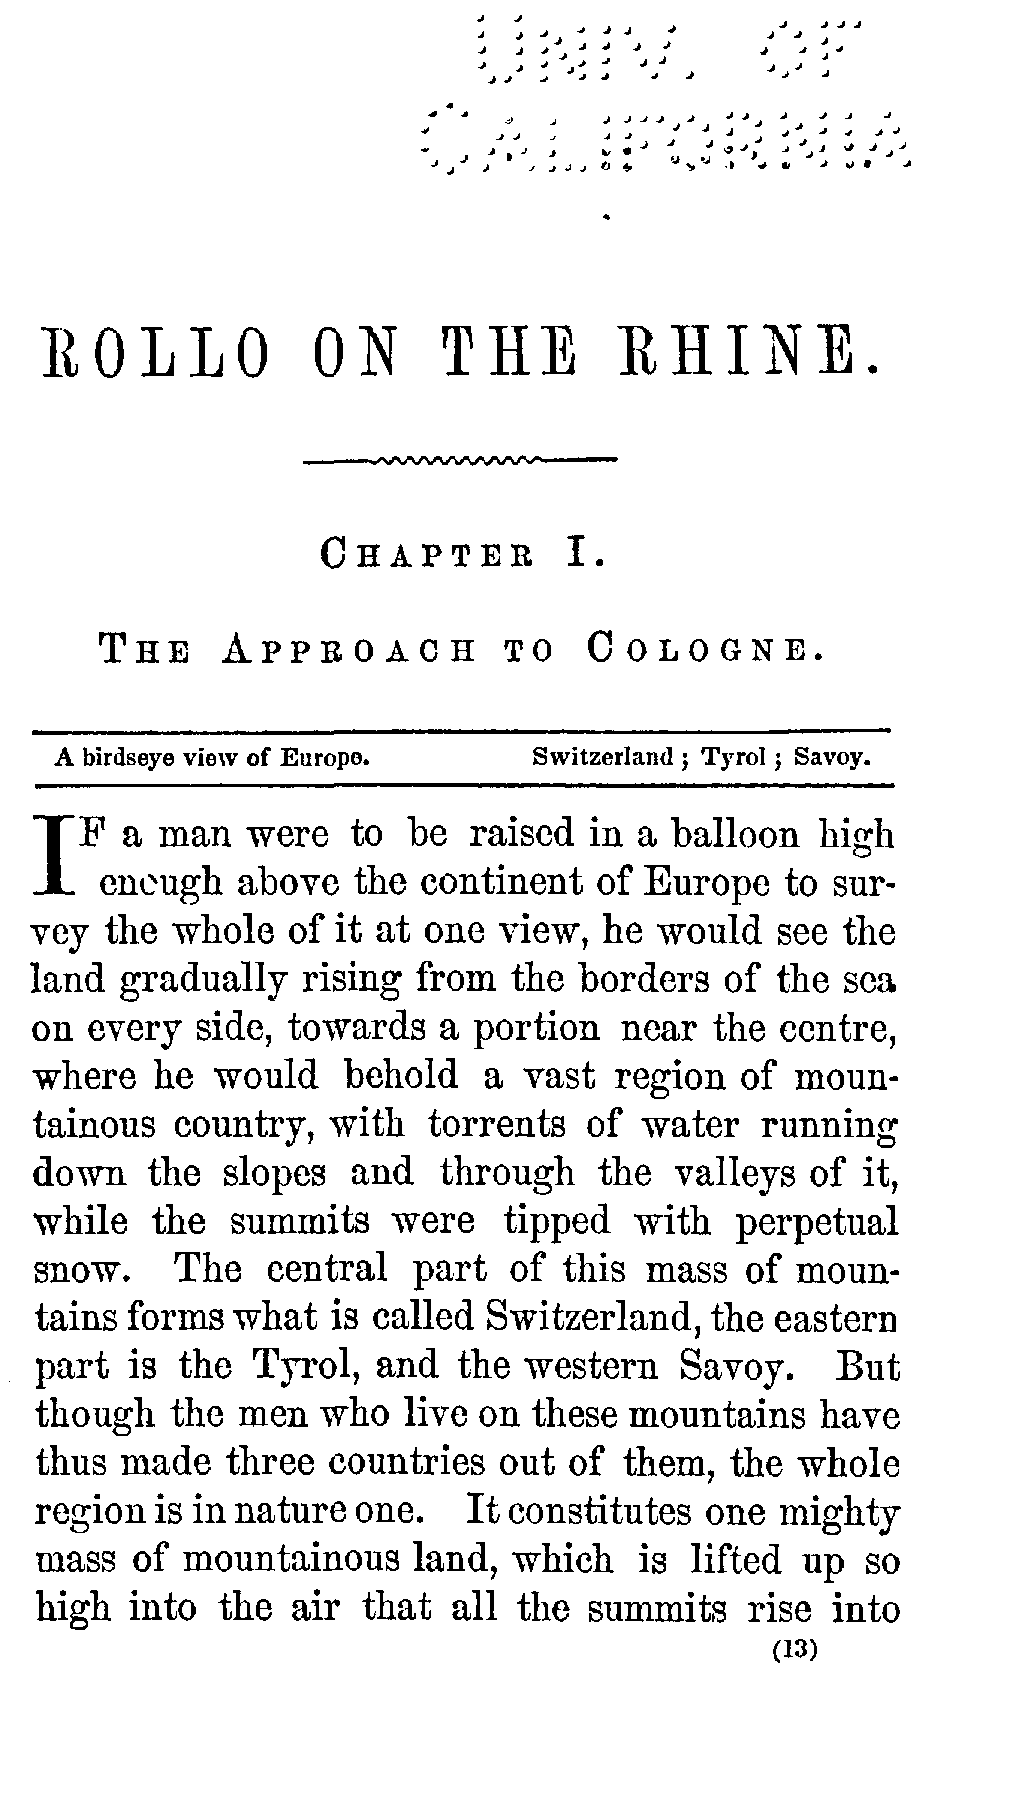 UNIV. OF
CALIFORNIA
ROLLO ON THE RHINE.
CHAPTER I.
THE APPROACH TO COLOGNE.
A birdseye view of Europe. Switzerland; Tyrol; Savoy.
IF a man were to be raised in a balloon high
enough above the continent of Europe to sur-
vey the whole of it at one view, he would see the
land gradually rising from the borders of the sea
on every side, towards a portion near the centre,
where he would behold a vast region of moun-
tainous country, with torrents of water running
down the slopes and through the valleys of it,
while the summits were tipped with perpetual
snow. The central part of this mass of moun-
tains forms what is called Switzerland, the eastern
part is the Tyrol, and the western Savoy. But
though the men who live on these mountains have
thus made three countries out of them, the whole
region is in nature one. It constitutes one mighty
mass of mountainous land, which is lifted up so
high into the air that all the summits rise into
(13)